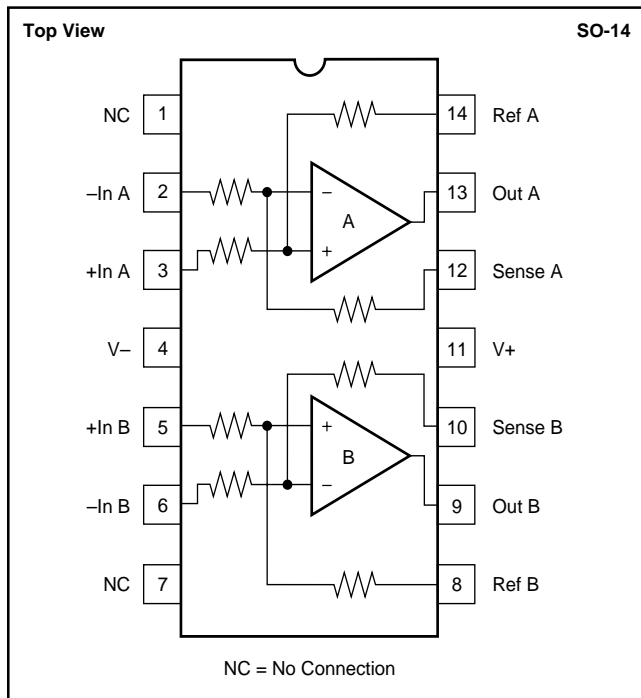 Top View SO-14
NC 1 14 Ref A
–In A 2 – 13 Out A
A
+In A 3 + 12 Sense A
V– 4 11 V+
+In B 5 + 10 Sense B
B
–In B 6 – 9 Out B
NC 7 8 Ref B
NC = No Connection